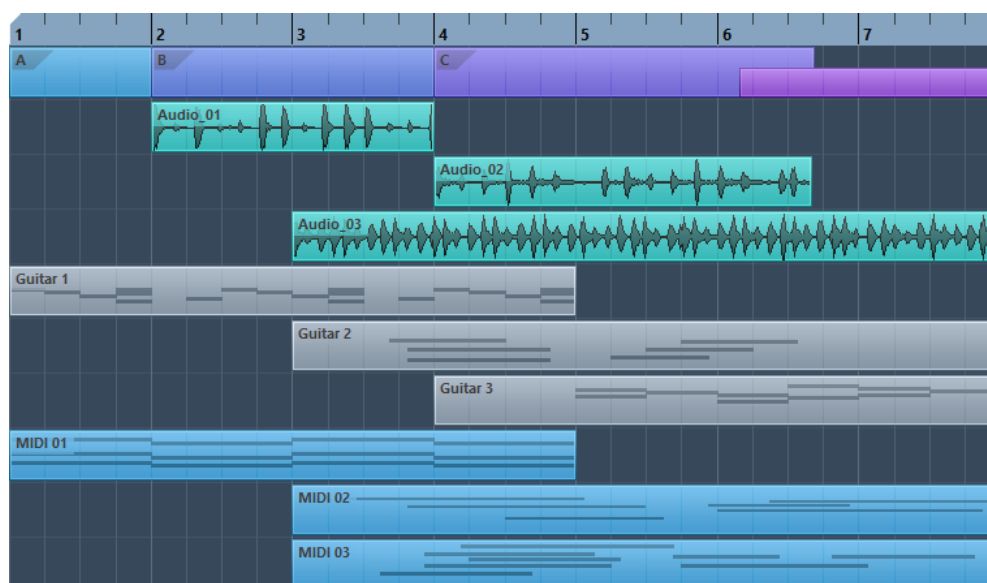 1 2 3 4 5 6 7
A B C
Audio_01
Audio_02
Audio_03
Guitar 1
Guitar 2
Guitar 3
MIDI 01
MIDI 02
MIDI 03